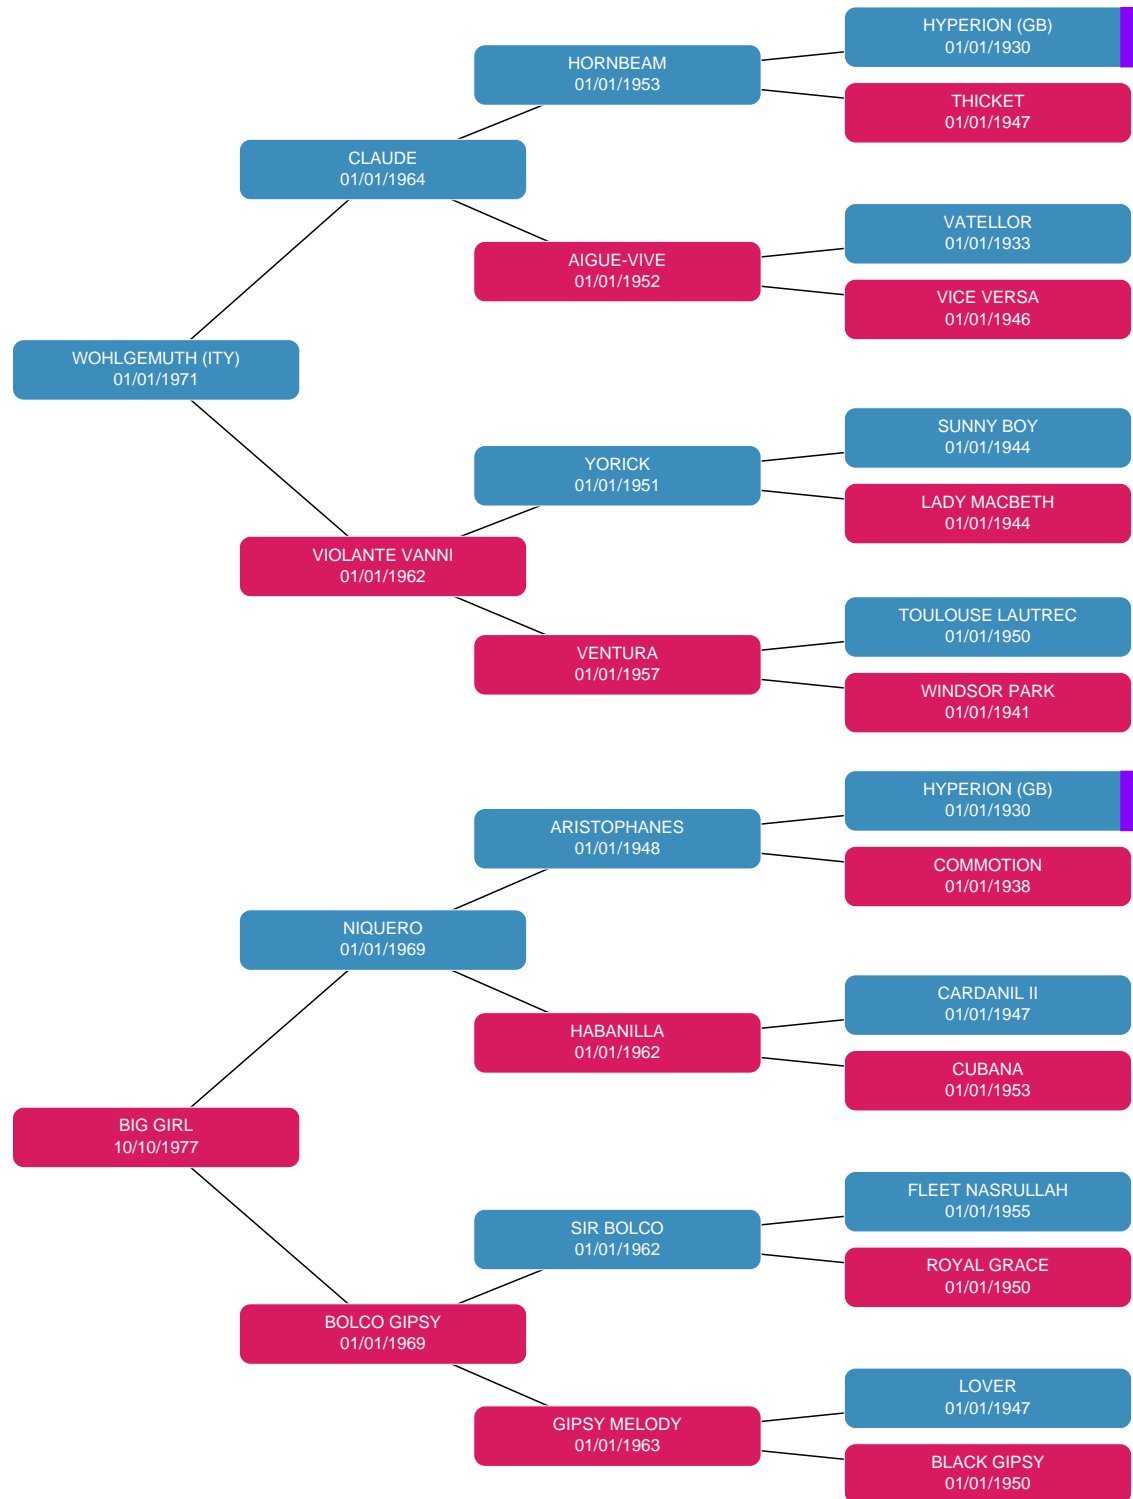 HYPERION (GB)
01/01/1930
HORNBEAM
01/01/1953
THICKET
01/01/1947
CLAUDE
01/01/1964
VATELLOR
01/01/1933
AIGUE-VIVE
01/01/1952
VICE VERSA
01/01/1946
WOHLGEMUTH (ITY)
01/01/1971
SUNNY BOY
01/01/1944
YORICK
01/01/1951
LADY MACBETH
01/01/1944
VIOLANTE VANNI
01/01/1962
TOULOUSE LAUTREC
01/01/1950
VENTURA
01/01/1957
WINDSOR PARK
01/01/1941
HYPERION (GB)
01/01/1930
ARISTOPHANES
01/01/1948
COMMOTION
01/01/1938
NIQUERO
01/01/1969
CARDANIL II
01/01/1947
HABANILLA
01/01/1962
CUBANA
01/01/1953
BIG GIRL
10/10/1977
FLEET NASRULLAH
01/01/1955
SIR BOLCO
01/01/1962
ROYAL GRACE
01/01/1950
BOLCO GIPSY
01/01/1969
LOVER
01/01/1947
GIPSY MELODY
01/01/1963
BLACK GIPSY
01/01/1950